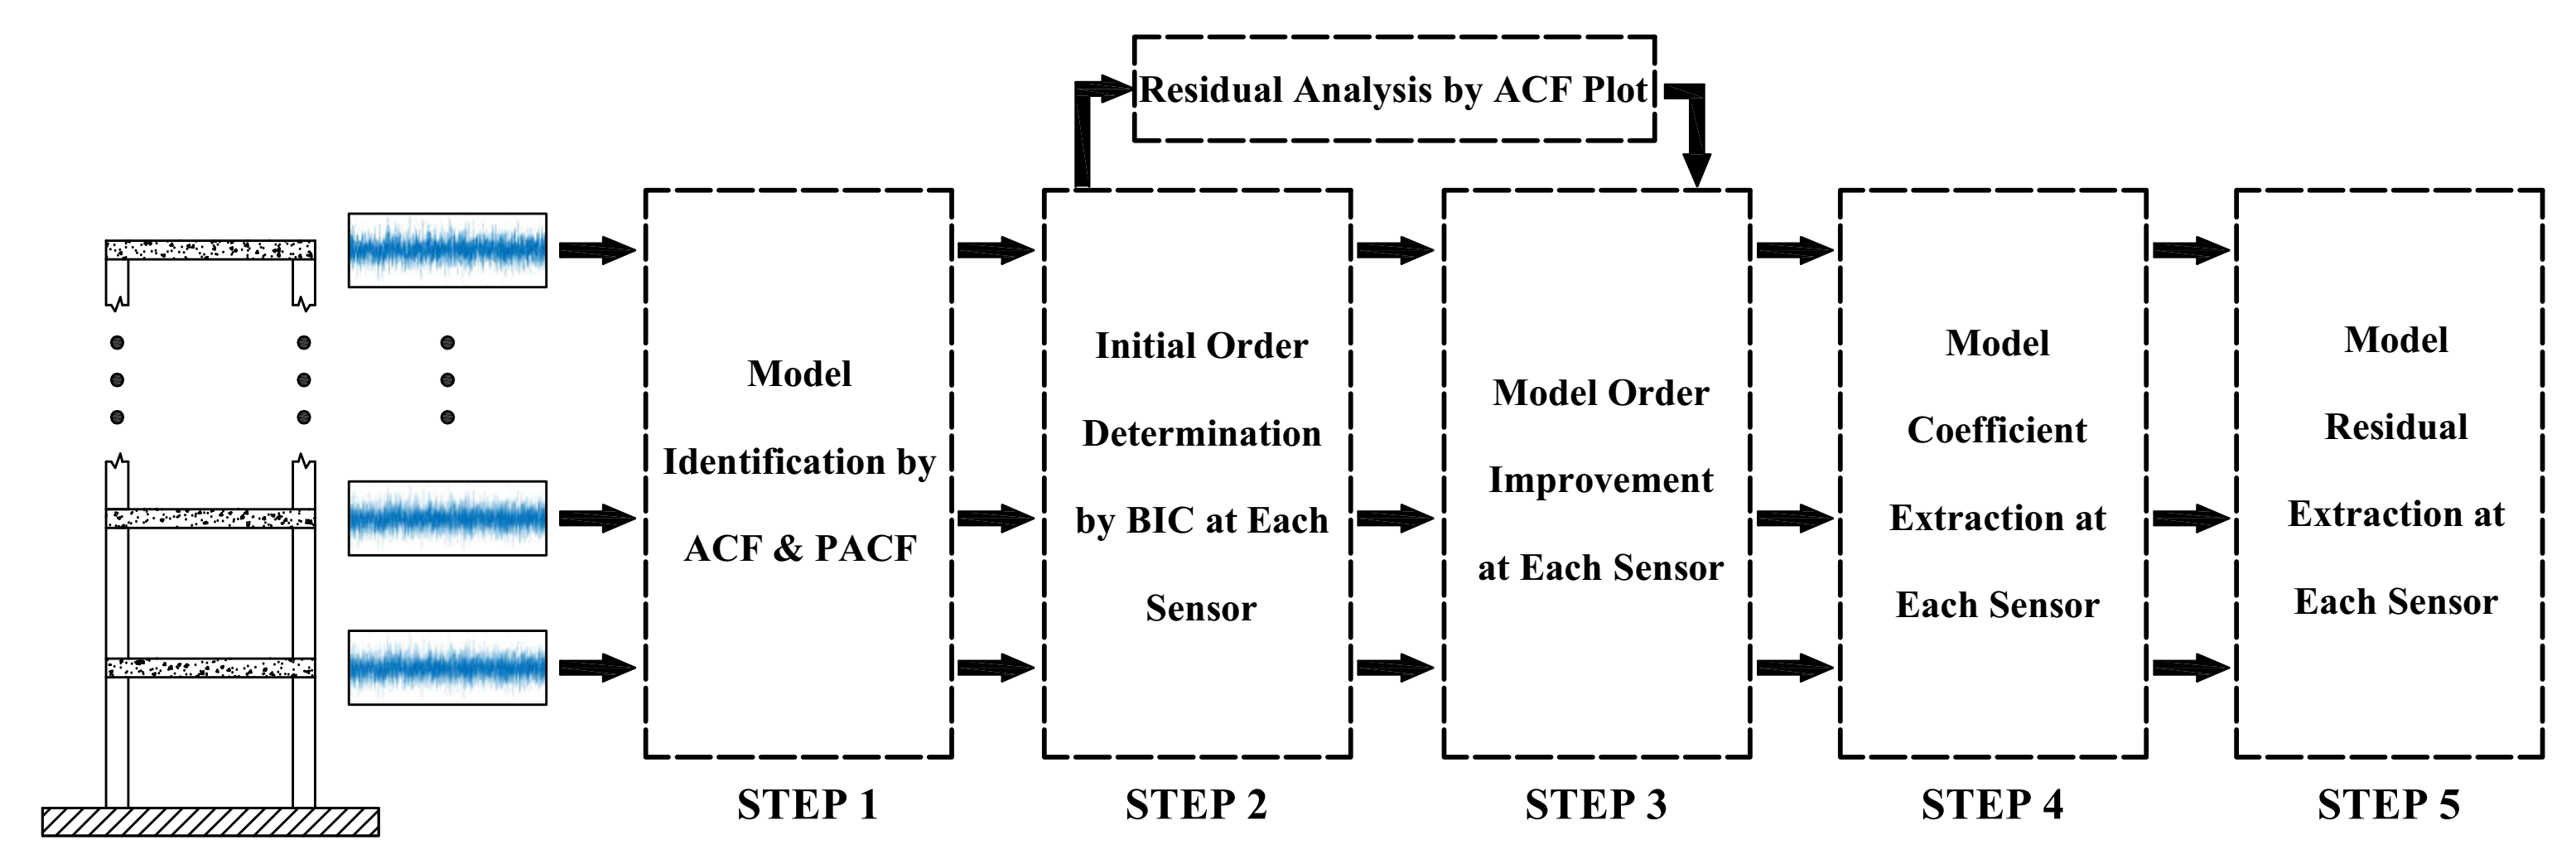 Residual Analysis by ACF Plot
Model
Identification by
ACF & PACF
STEP 1
Initial Order
Determination
by BIC at Each
Sensor
STEP 2
Model Order
Improvement
at Each Sensor
STEP 3
Model
Coefficient
Extraction at
Each Sensor
STEP 4
Model
Residual
Extraction at
Each Sensor
STEP 5